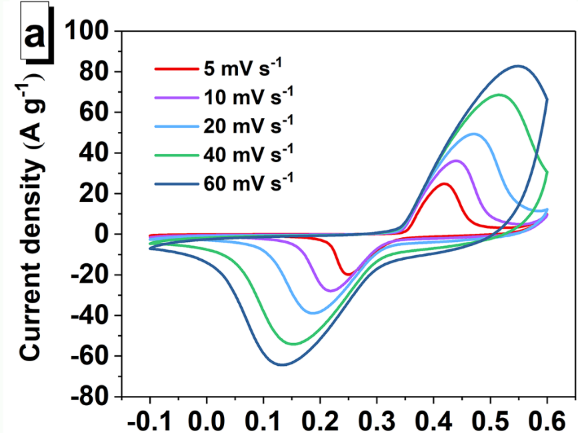 a
Current density (A g⁻¹)
100
80
60
40
20
0
-20
-40
-60
-80
5 mV s⁻¹
10 mV s⁻¹
20 mV s⁻¹
40 mV s⁻¹
60 mV s⁻¹
-0.1 0.0 0.1 0.2 0.3 0.4 0.5 0.6